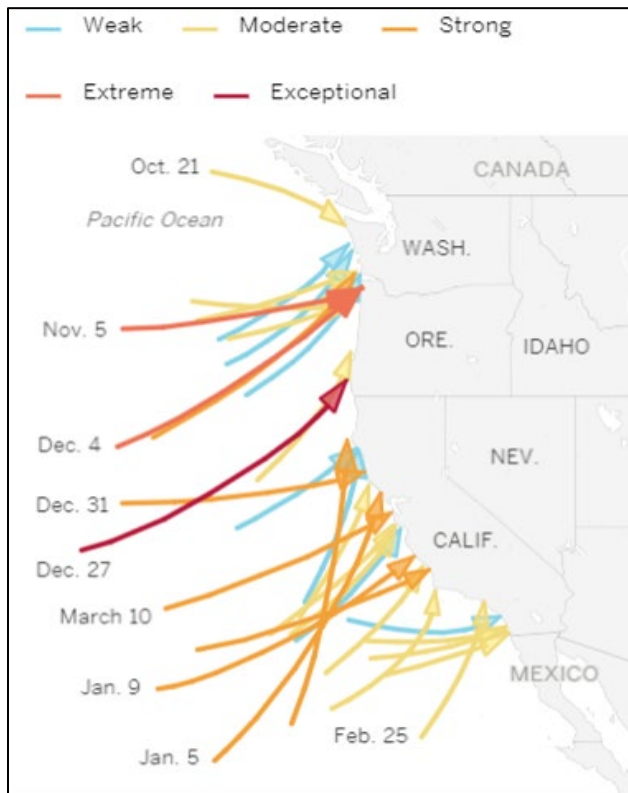 Weak Moderate Strong
Extreme Exceptional
Oct. 21
CANADA
Pacific Ocean
WASH.
Nov. 5
ORE.
IDAHO
Dec. 4
NEV.
Dec. 31
CALIF.
Dec. 27
March 10
MEXICO
Jan. 9
Feb. 25
Jan. 5